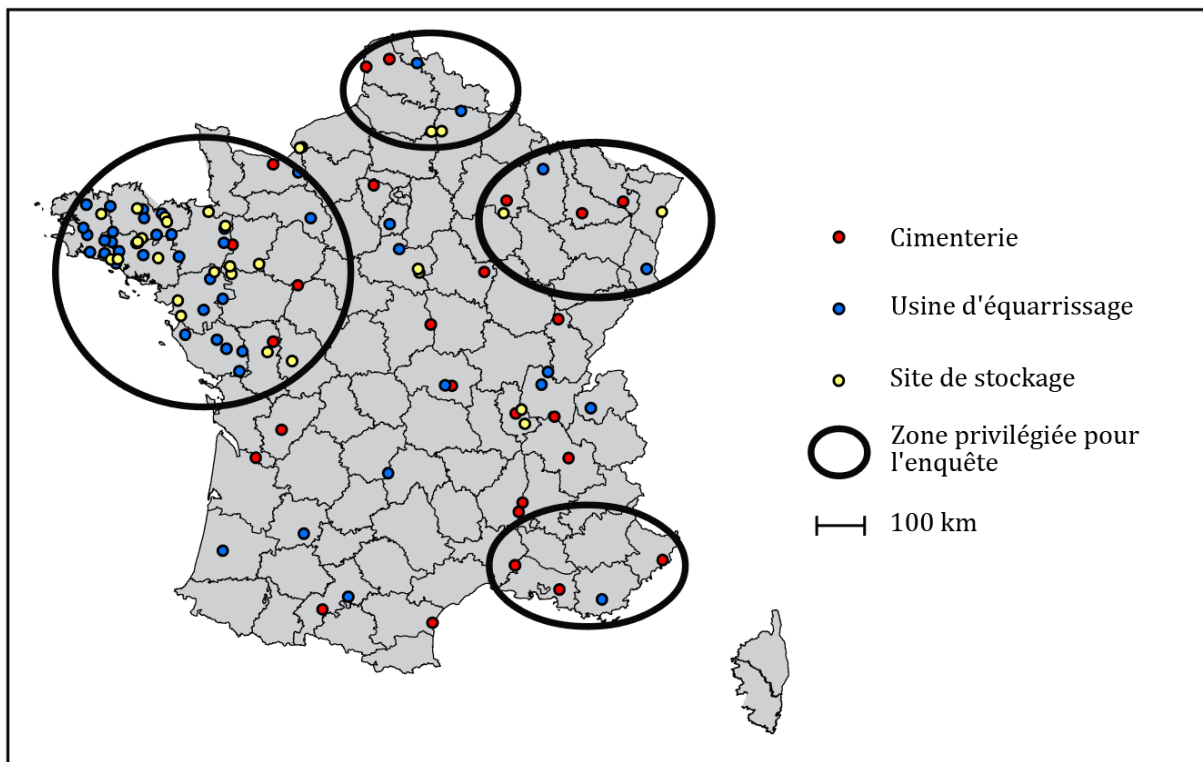 Cimenterie
Usine d'équarrissage
Site de stockage
Zone privilégiée pour
l'enquête
100 km